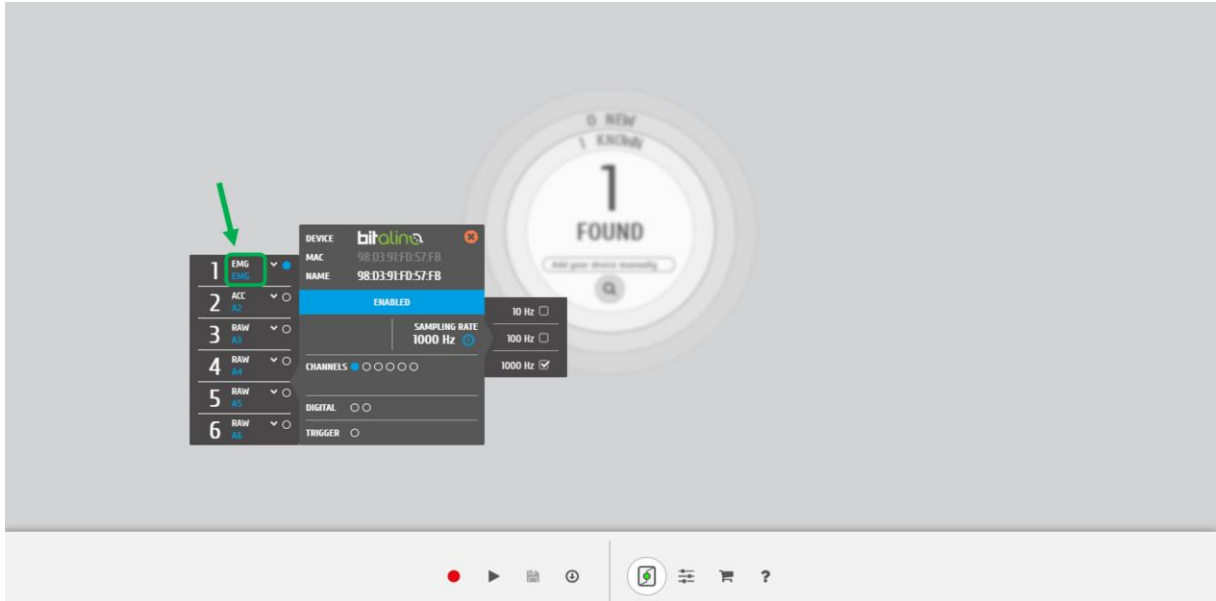 0 NEW
1 KNOWN
1
FOUND
Add your device manually
1 EMG
EMG
2 ACC
A2
3 RAW
A3
4 RAW
A4
5 RAW
A5
6 RAW
A6
DEVICE bitalino
MAC 98:D3:91:FD:57:FB
NAME 98:D3:91:FD:57:FB
ENABLED
SAMPLING RATE
1000 Hz
CHANNELS
DIGITAL
TRIGGER
10 Hz
100 Hz
1000 Hz
?